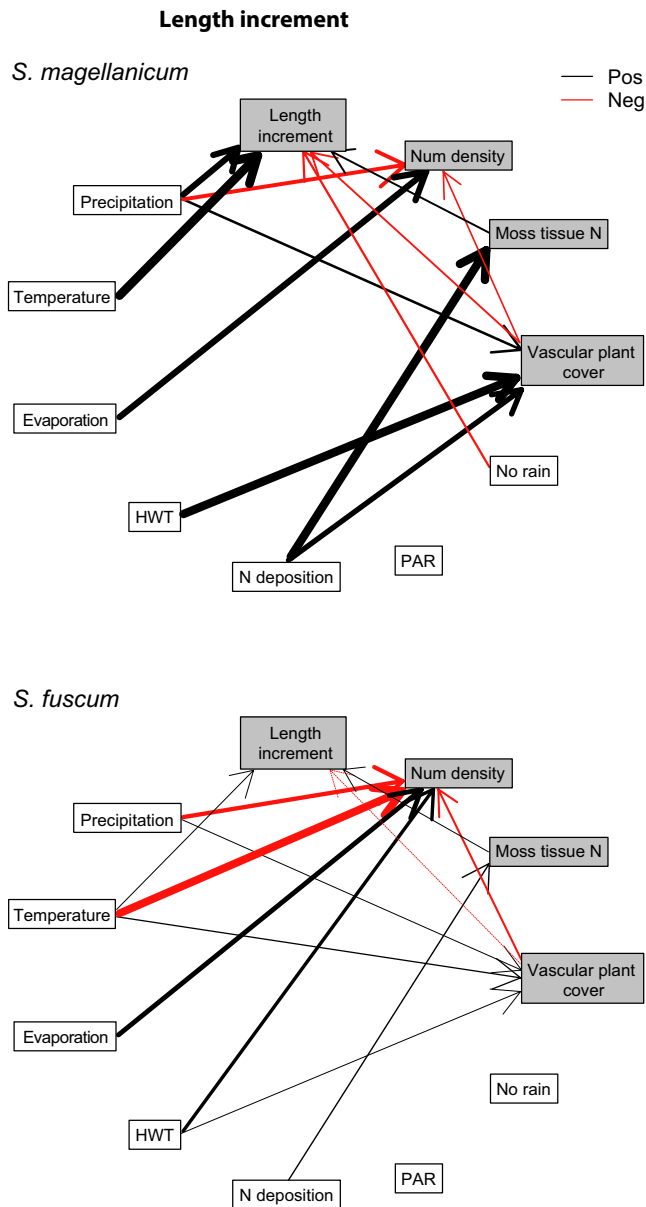 Length increment
S. magellanicum
Pos
Neg
Length
increment
Num density
Precipitation
Moss tissue N
Temperature
Vascular plant
cover
Evaporation
No rain
HWT
PAR
N deposition
S. fuscum
Length
increment
Num density
Precipitation
Moss tissue N
Temperature
Vascular plant
cover
Evaporation
No rain
HWT
PAR
N deposition